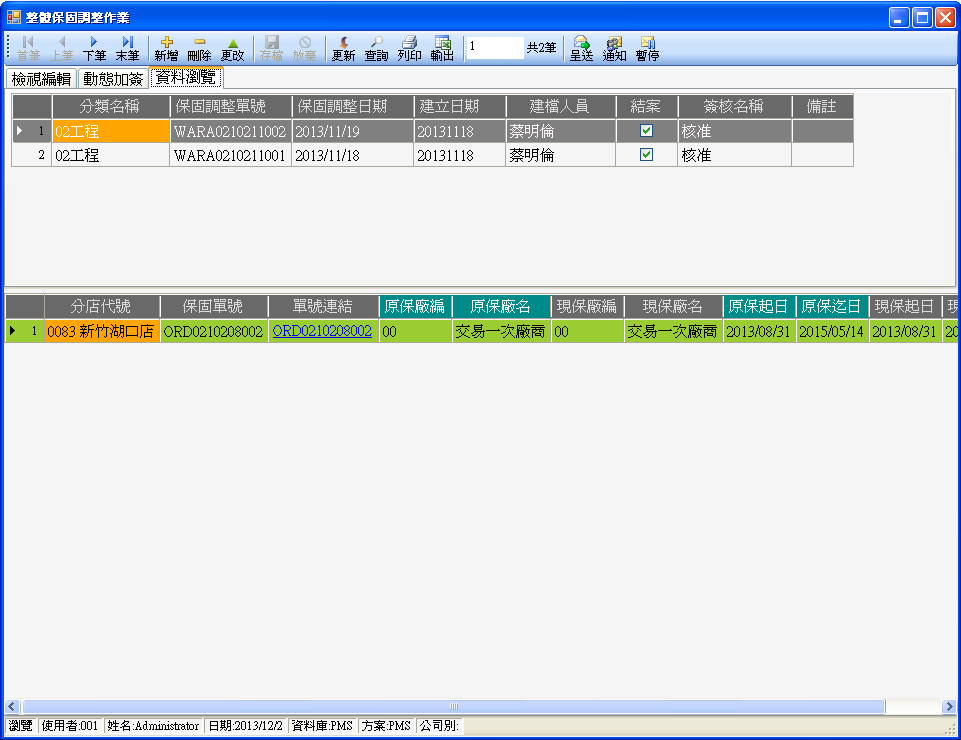 整體保固調整作業
首筆 上筆 下筆 末筆 新增 刪除 更改 存檔 放棄 更新 查詢 列印 輸出 1 共2筆 呈送 通知 暫停
檢視編輯 動態加簽 資料瀏覽
分類名稱 保固調整單號 保固調整日期 建立日期 建檔人員 結案 簽核名稱 備註
1 02工程 WARA0210211002 2013/11/19 20131118 蔡明倫 核准
2 02工程 WARA0210211001 2013/11/18 20131118 蔡明倫 核准
分店代號 保固單號 單號連結 原保廠編 原保廠名 現保廠編 現保廠名 原保起日 原保迄日 現保起日
1 0083 新竹湖口店 ORD0210208002 ORD0210208002 00 交易一次廠商 00 交易一次廠商 2013/08/31 2015/05/14 2013/08/31 20
瀏覽 使用者:001 姓名:Administrator 日期:2013/12/2 資料庫:PMS 方案:PMS 公司別: